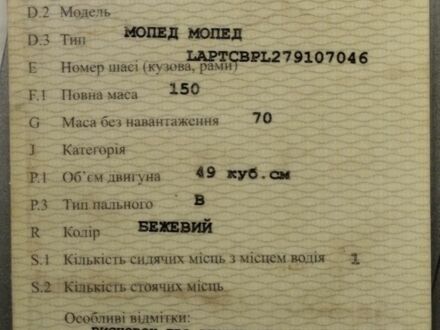 D.2 Модель
D.3 Тип МОПЕД МОПЕД
E Номер шасі (кузова, рами) LAPTCBPL279107046
F.1 Повна маса 150
G Маса без навантаження 70
J Категорія
P.1 Об'єм двигуна 49 куб.см
P.3 Тип пального В
R Колір БЕЖЕВИЙ
S.1 Кількість сидячих місць з місцем водія 1
S.2 Кількість стоячих місць
Особливі відмітки: